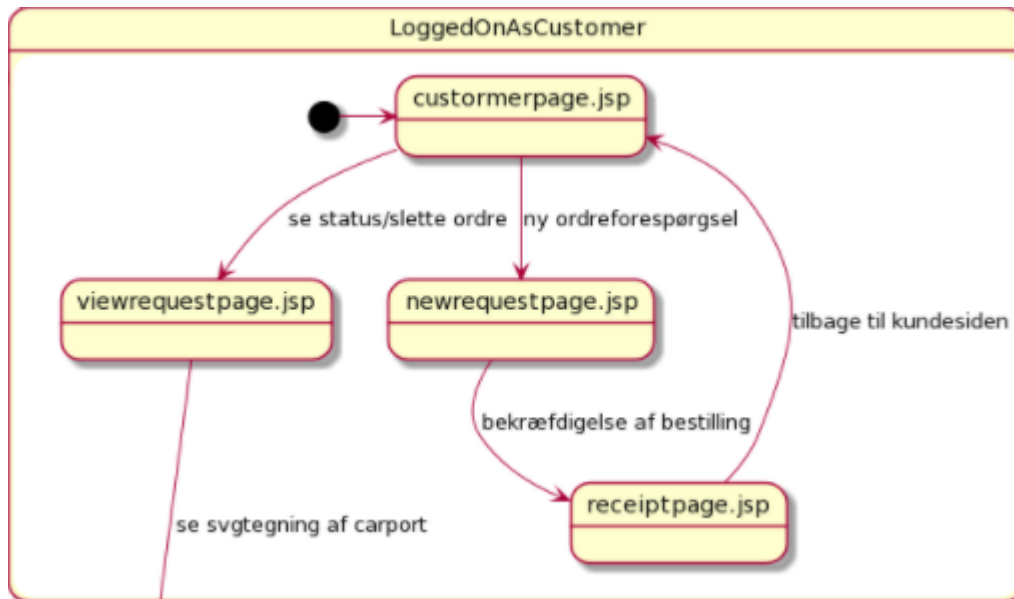 LoggedOnAsCustomer
custormerpage.jsp
se status/slette ordre
ny ordreforespørgsel
viewrequestpage.jsp
newrequestpage.jsp
tilbage til kundesiden
bekræfdigelse af bestilling
receiptpage.jsp
se svgtegning af carport